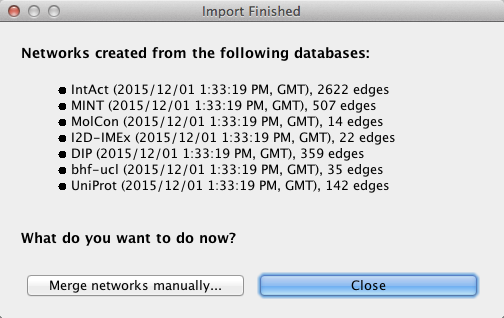 Import Finished
Networks created from the following databases:
● IntAct (2015/12/01 1:33:19 PM, GMT), 2622 edges
● MINT (2015/12/01 1:33:19 PM, GMT), 507 edges
● MolCon (2015/12/01 1:33:19 PM, GMT), 14 edges
● I2D-IMEx (2015/12/01 1:33:19 PM, GMT), 22 edges
● DIP (2015/12/01 1:33:19 PM, GMT), 359 edges
● bhf-ucl (2015/12/01 1:33:19 PM, GMT), 35 edges
● UniProt (2015/12/01 1:33:19 PM, GMT), 142 edges
What do you want to do now?
Merge networks manually...
Close